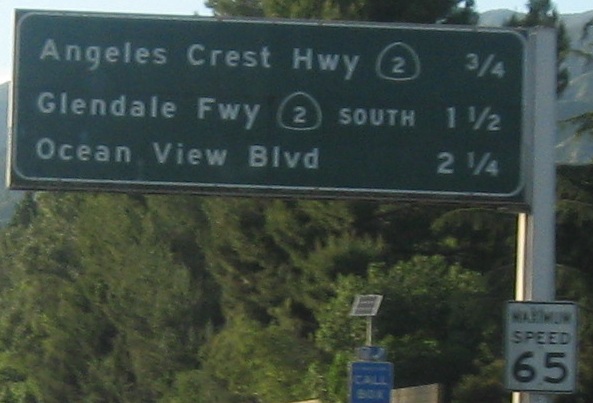 Angeles Crest Hwy 2 3/4
Glendale Fwy 2 SOUTH 1 1/2
Ocean View Blvd 2 1/4
MAXIMUM
SPEED
65
CALL
BOX